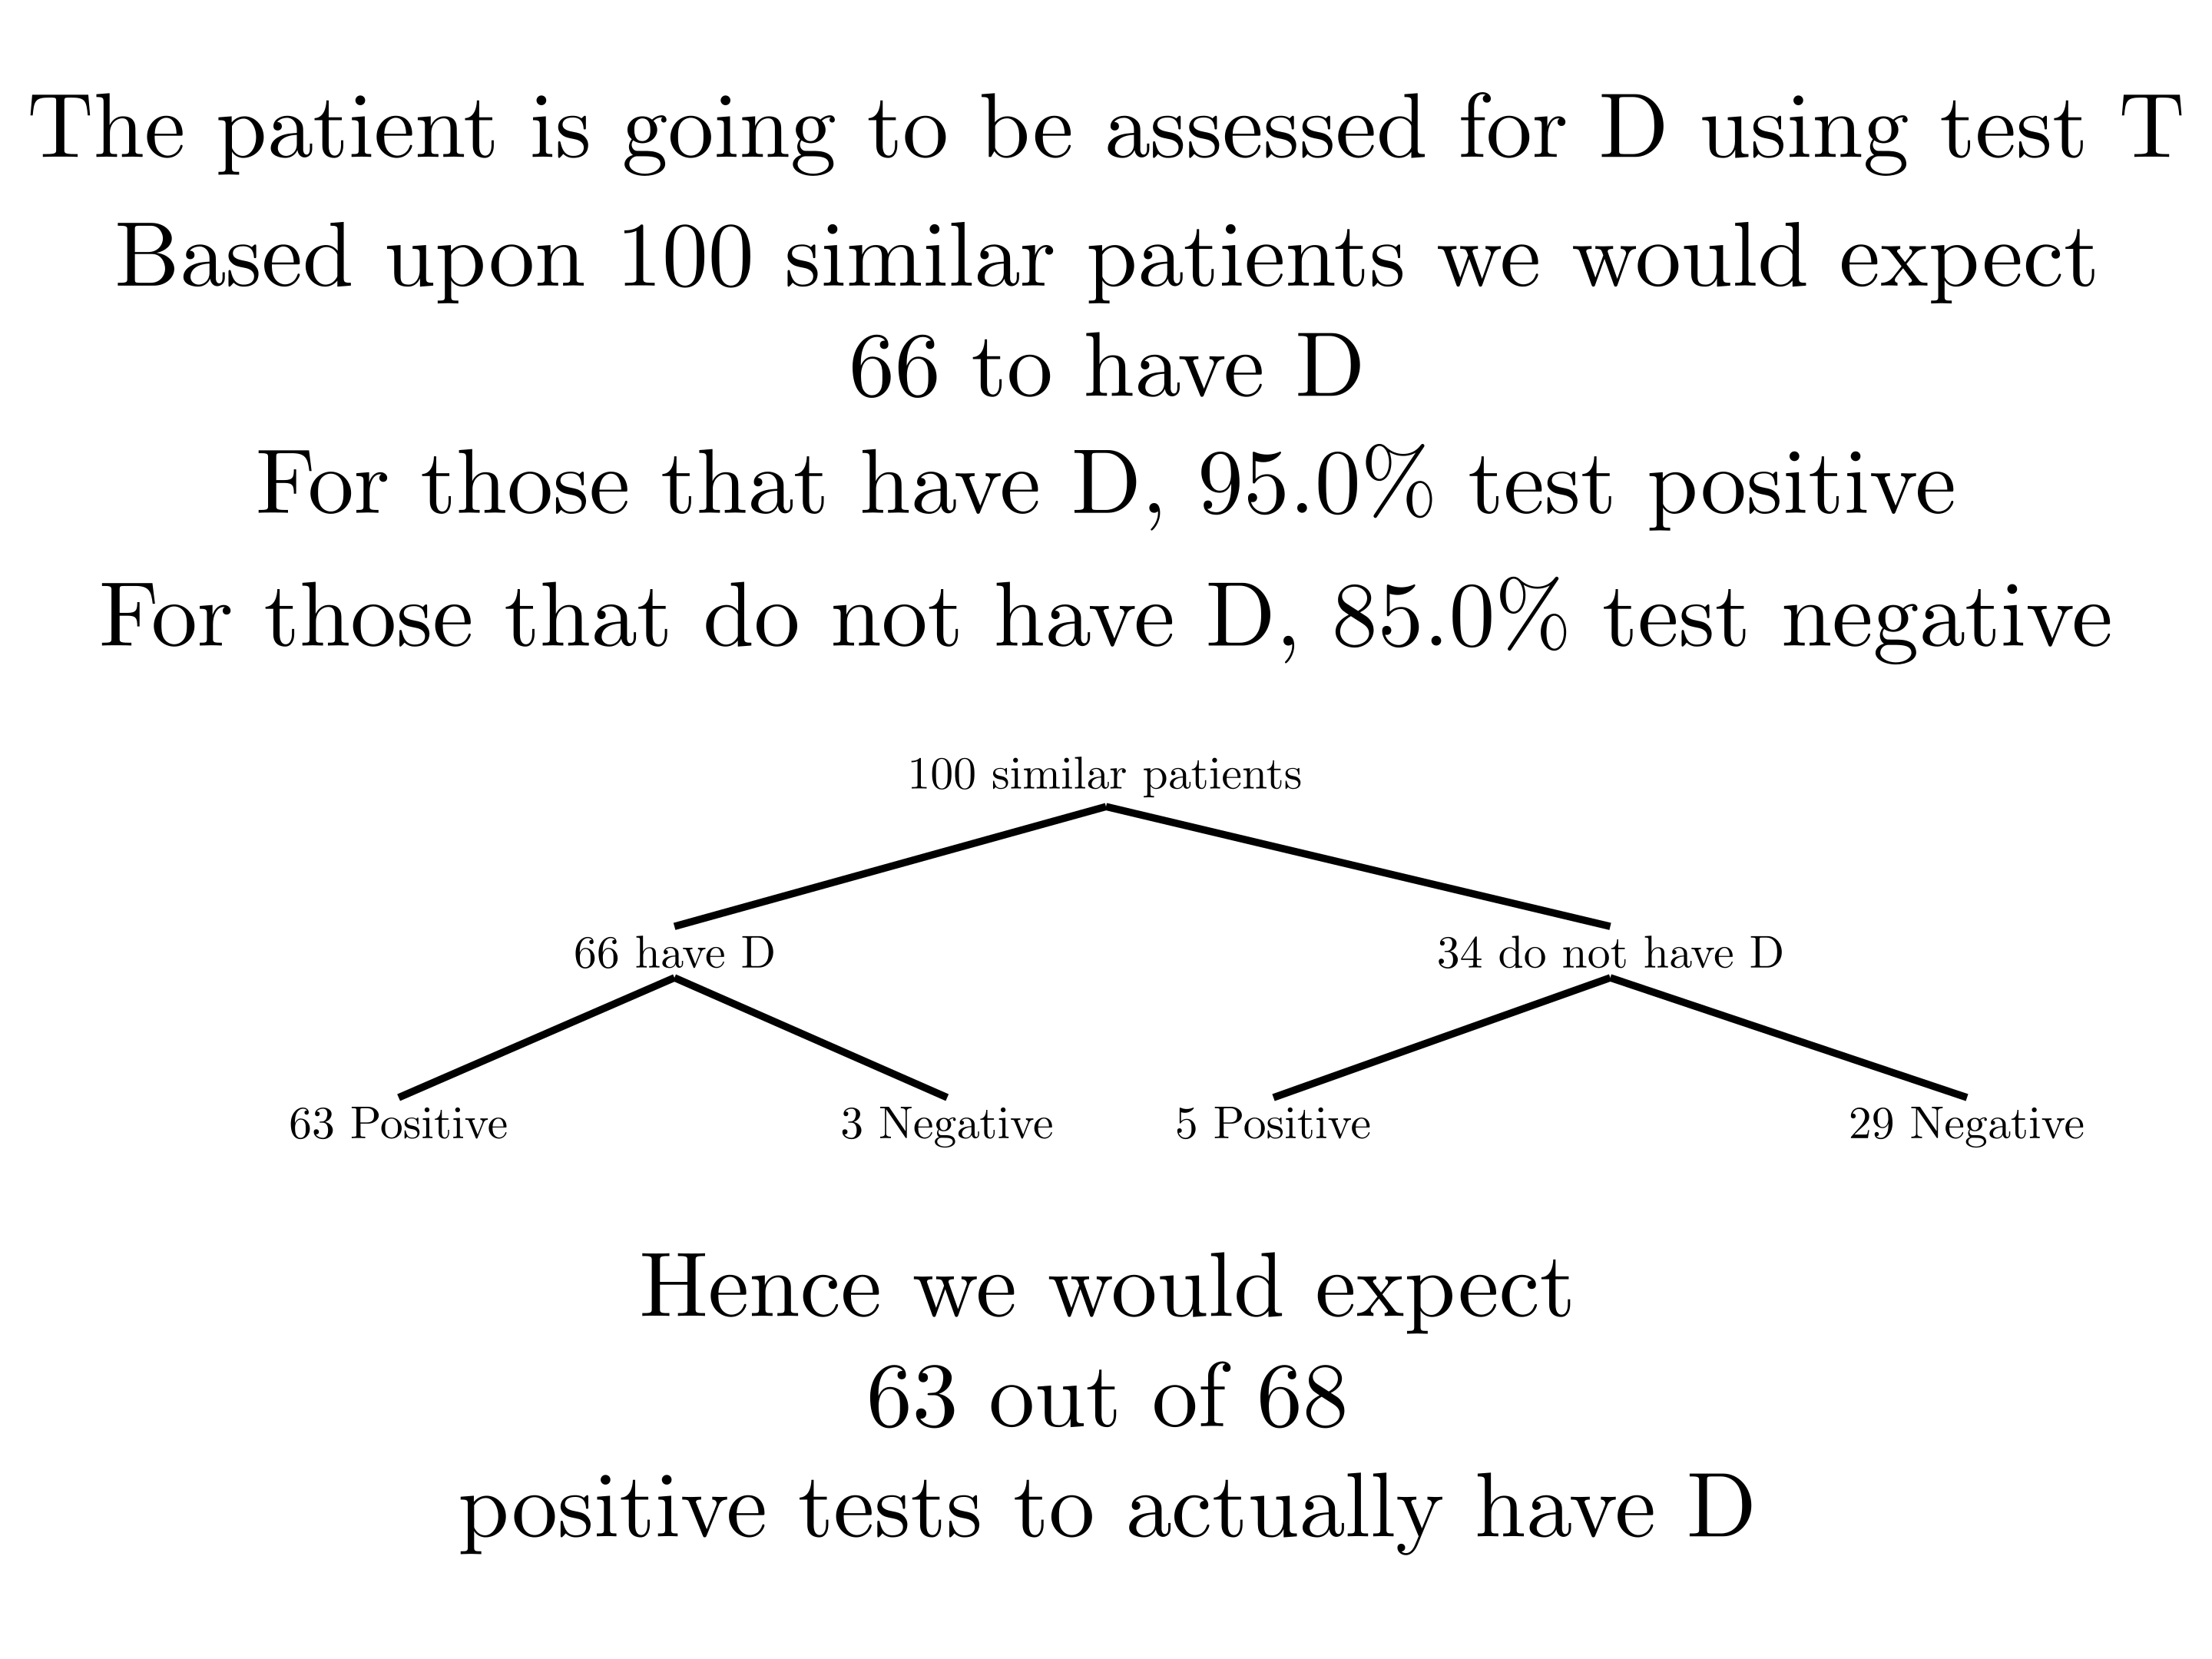 The patient is going to be asessed for D using test T
Based upon 100 similar patients we would expect
66 to have D
For those that have D, 95.0% test positive
For those that do not have D, 85.0% test negative
100 similar patients
66 have D
34 do not have D
63 Positive
3 Negative
5 Positive
29 Negative
Hence we would expect
63 out of 68
positive tests to actually have D